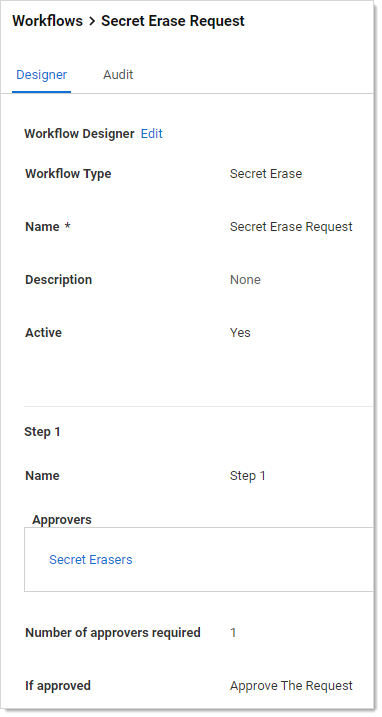 Workflows > Secret Erase Request
Designer Audit
Workflow Designer Edit
Workflow Type Secret Erase
Name * Secret Erase Request
Description None
Active Yes
Step 1
Name Step 1
Approvers
Secret Erasers
Number of approvers required 1
If approved Approve The Request